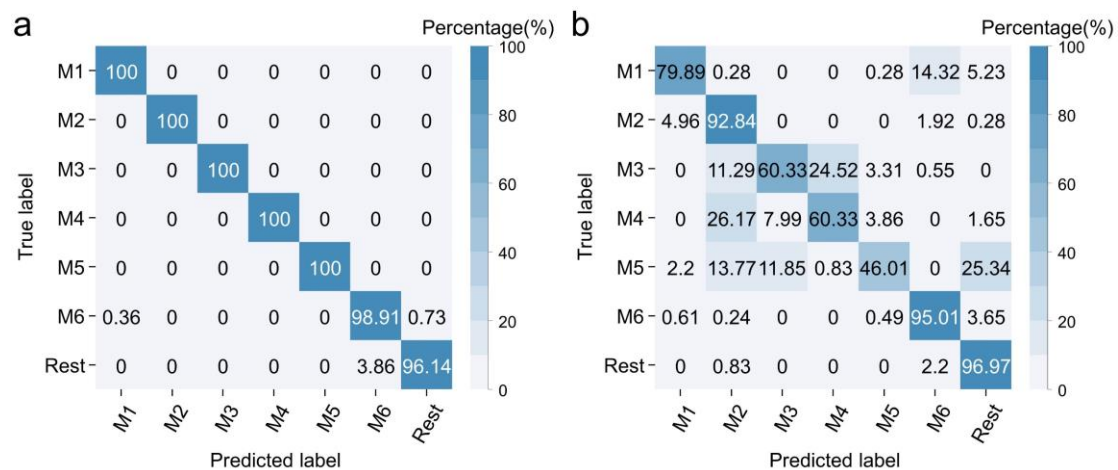 a
Percentage(%)
True label
M1 100 0 0 0 0 0 0
M2 0 100 0 0 0 0 0
M3 0 0 100 0 0 0 0
M4 0 0 0 100 0 0 0
M5 0 0 0 0 100 0 0
M6 0.36 0 0 0 0 98.91 0.73
Rest 0 0 0 0 0 3.86 96.14
M1 M2 M3 M4 M5 M6 Rest
Predicted label
100
80
60
40
20
0
b
Percentage(%)
True label
M1 79.89 0.28 0 0 0.28 14.32 5.23
M2 4.96 92.84 0 0 0 1.92 0.28
M3 0 11.29 60.33 24.52 3.31 0.55 0
M4 0 26.17 7.99 60.33 3.86 0 1.65
M5 2.2 13.77 11.85 0.83 46.01 0 25.34
M6 0.61 0.24 0 0 0.49 95.01 3.65
Rest 0 0.83 0 0 0 2.2 96.97
M1 M2 M3 M4 M5 M6 Rest
Predicted label
100
80
60
40
20
0